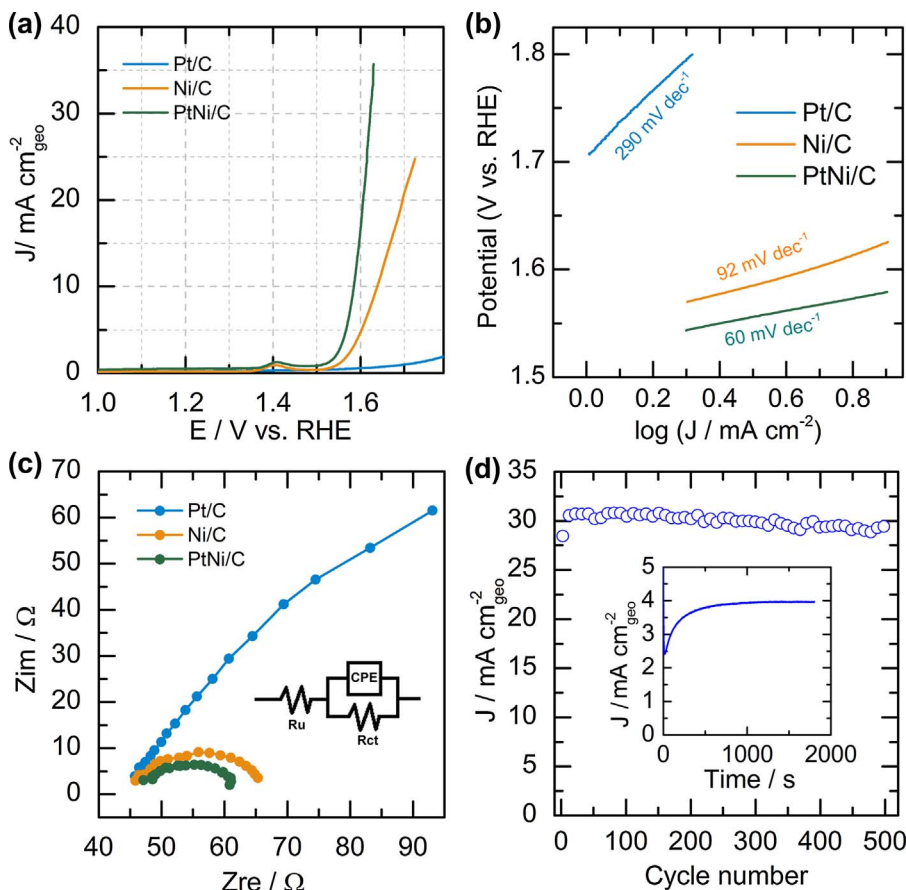 (a)
J/ mA cm⁻²geo
40
35
30
25
20
15
10
5
0
Pt/C
Ni/C
PtNi/C
1.0
1.2
1.4
1.6
E / V vs. RHE
(b)
Potential (V vs. RHE)
1.8
1.7
1.6
1.5
290 mV dec⁻¹
Pt/C
Ni/C
PtNi/C
92 mV dec⁻¹
60 mV dec⁻¹
0.0
0.2
0.4
0.6
0.8
1.0
log (J / mA cm⁻²)
(c)
Zim / Ω
70
60
50
40
30
20
10
0
Pt/C
Ni/C
PtNi/C
CPE
Ru
Rct
40
50
60
70
80
90
Zre / Ω
(d)
J / mA cm⁻²geo
35
30
25
20
15
10
5
0
J / mA cm⁻²geo
5
4
3
2
1
0
0
1000
2000
Time / s
0
100
200
300
400
500
Cycle number